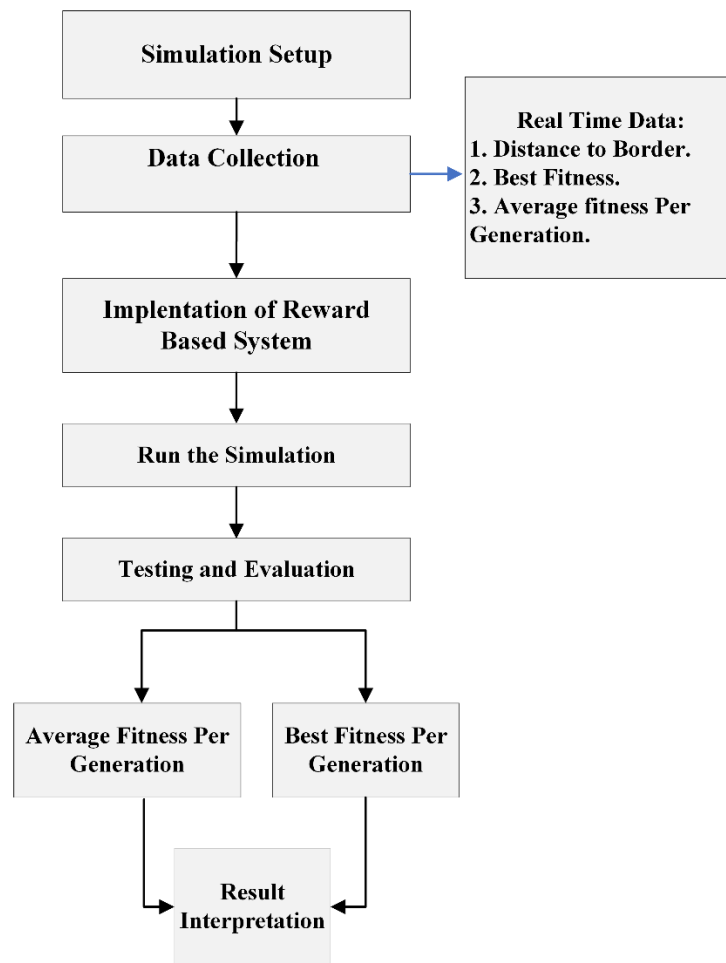 Simulation Setup
Data Collection
Real Time Data:
1. Distance to Border.
2. Best Fitness.
3. Average fitness Per
Generation.
Implentation of Reward
Based System
Run the Simulation
Testing and Evaluation
Average Fitness Per
Generation
Best Fitness Per
Generation
Result
Interpretation